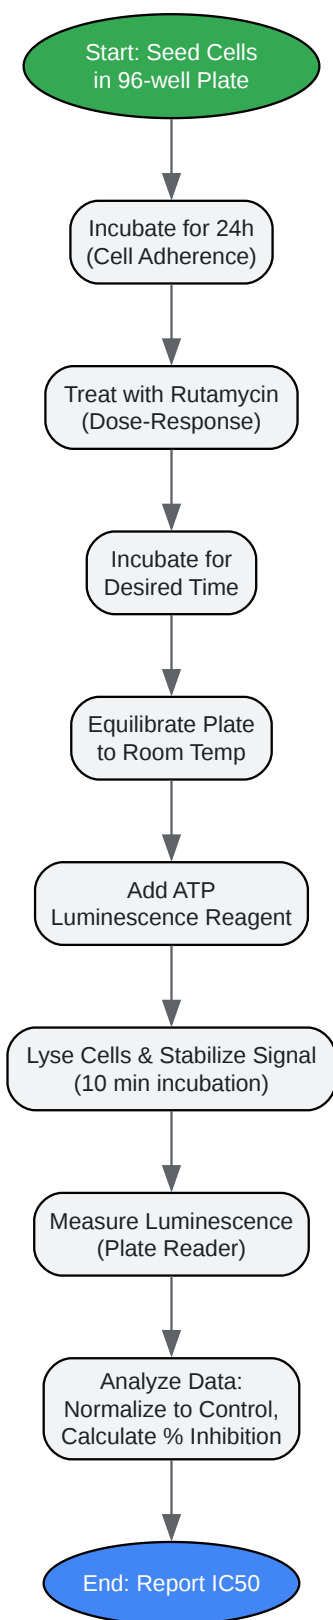 Start: Seed Cells
in 96-well Plate
Incubate for 24h
(Cell Adherence)
Treat with Rutamycin
(Dose-Response)
Incubate for
Desired Time
Equilibrate Plate
to Room Temp
Add ATP
Luminescence Reagent
Lyse Cells & Stabilize Signal
(10 min incubation)
Measure Luminescence
(Plate Reader)
Analyze Data:
Normalize to Control,
Calculate % Inhibition
End: Report IC50